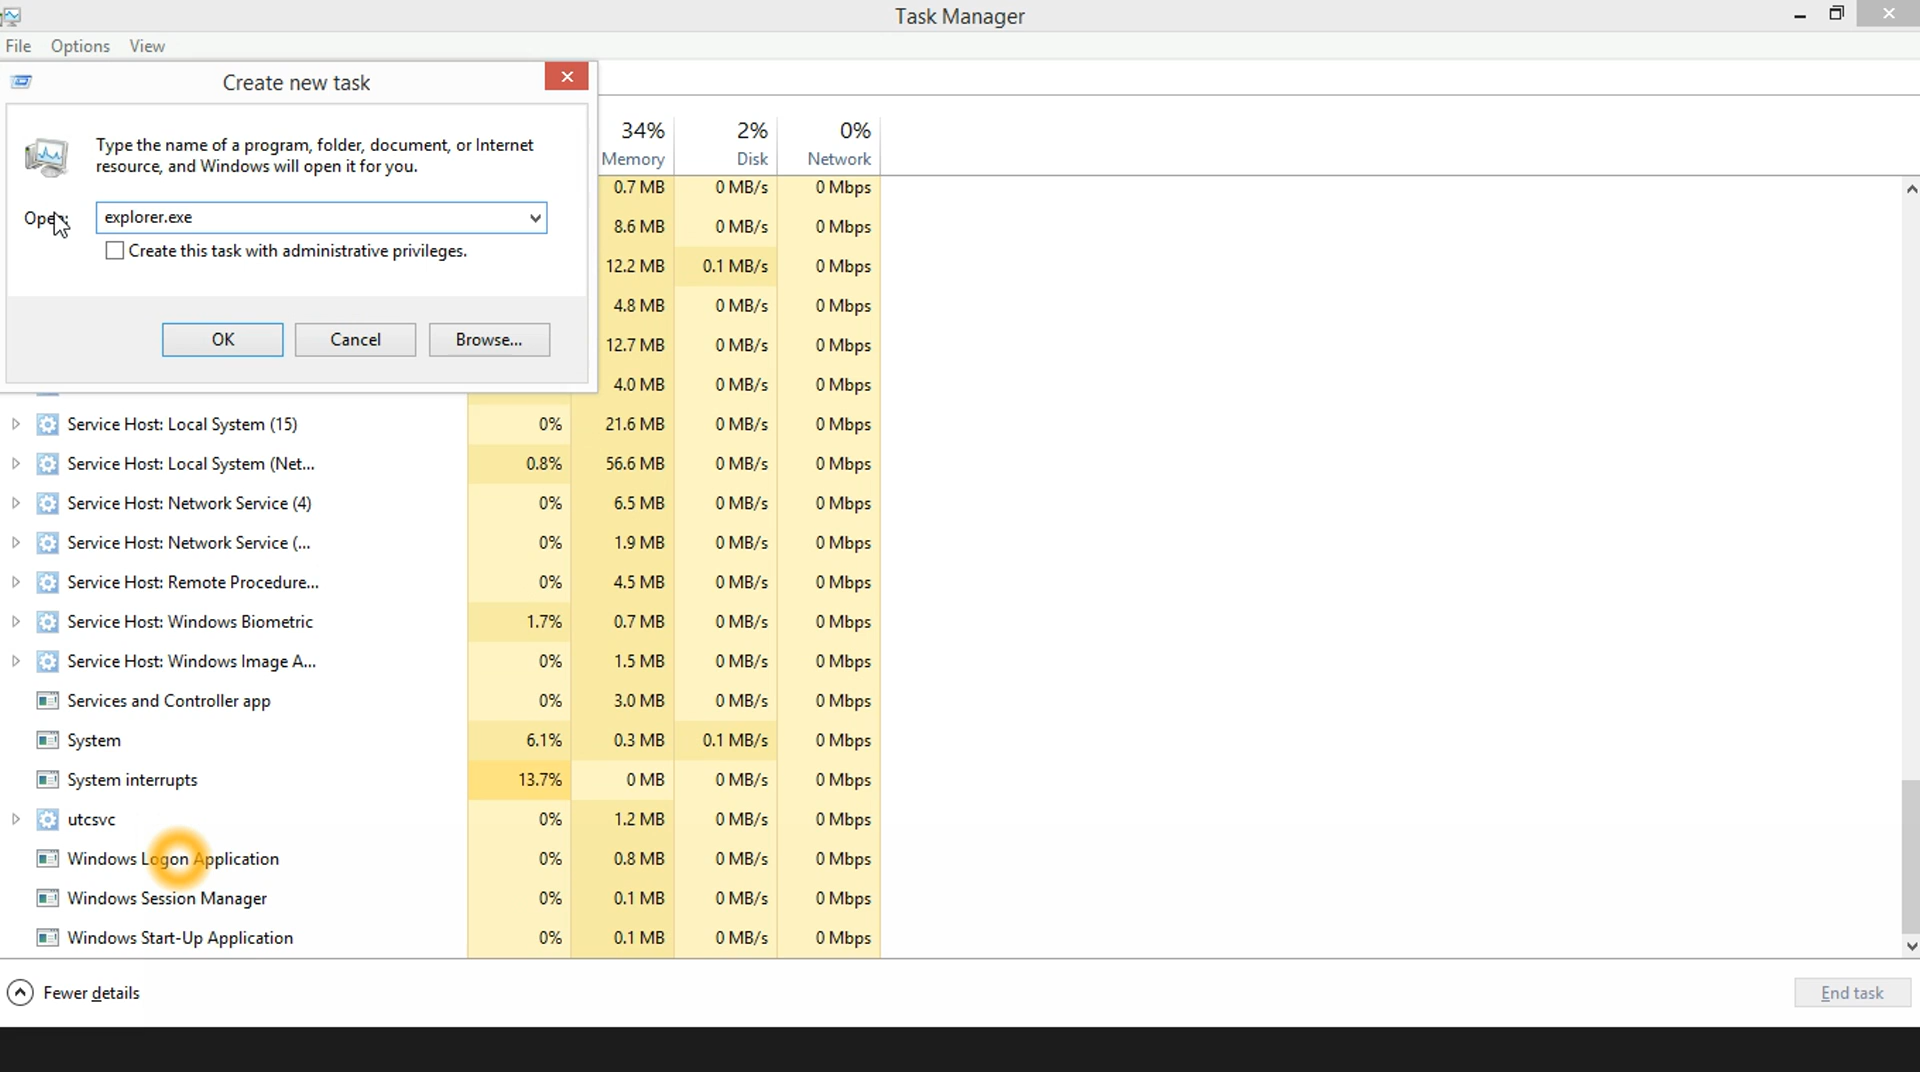 Task Manager
File Options View
Create new task
Type the name of a program, folder, document, or Internet
resource, and Windows will open it for you.
Open: explorer.exe
Create this task with administrative privileges.
OK Cancel Browse...
34% 2% 0%
Memory Disk Network
0.7 MB 0 MB/s 0 Mbps
8.6 MB 0 MB/s 0 Mbps
12.2 MB 0.1 MB/s 0 Mbps
4.8 MB 0 MB/s 0 Mbps
12.7 MB 0 MB/s 0 Mbps
4.0 MB 0 MB/s 0 Mbps
Service Host: Local System (15) 0% 21.6 MB 0 MB/s 0 Mbps
Service Host: Local System (Net... 0.8% 56.6 MB 0 MB/s 0 Mbps
Service Host: Network Service (4) 0% 6.5 MB 0 MB/s 0 Mbps
Service Host: Network Service (... 0% 1.9 MB 0 MB/s 0 Mbps
Service Host: Remote Procedure... 0% 4.5 MB 0 MB/s 0 Mbps
Service Host: Windows Biometric 1.7% 0.7 MB 0 MB/s 0 Mbps
Service Host: Windows Image A... 0% 1.5 MB 0 MB/s 0 Mbps
Services and Controller app 0% 3.0 MB 0 MB/s 0 Mbps
System 6.1% 0.3 MB 0.1 MB/s 0 Mbps
System interrupts 13.7% 0 MB 0 MB/s 0 Mbps
utcsvc 0% 1.2 MB 0 MB/s 0 Mbps
Windows Logon Application 0% 0.8 MB 0 MB/s 0 Mbps
Windows Session Manager 0% 0.1 MB 0 MB/s 0 Mbps
Windows Start-Up Application 0% 0.1 MB 0 MB/s 0 Mbps
Fewer details End task